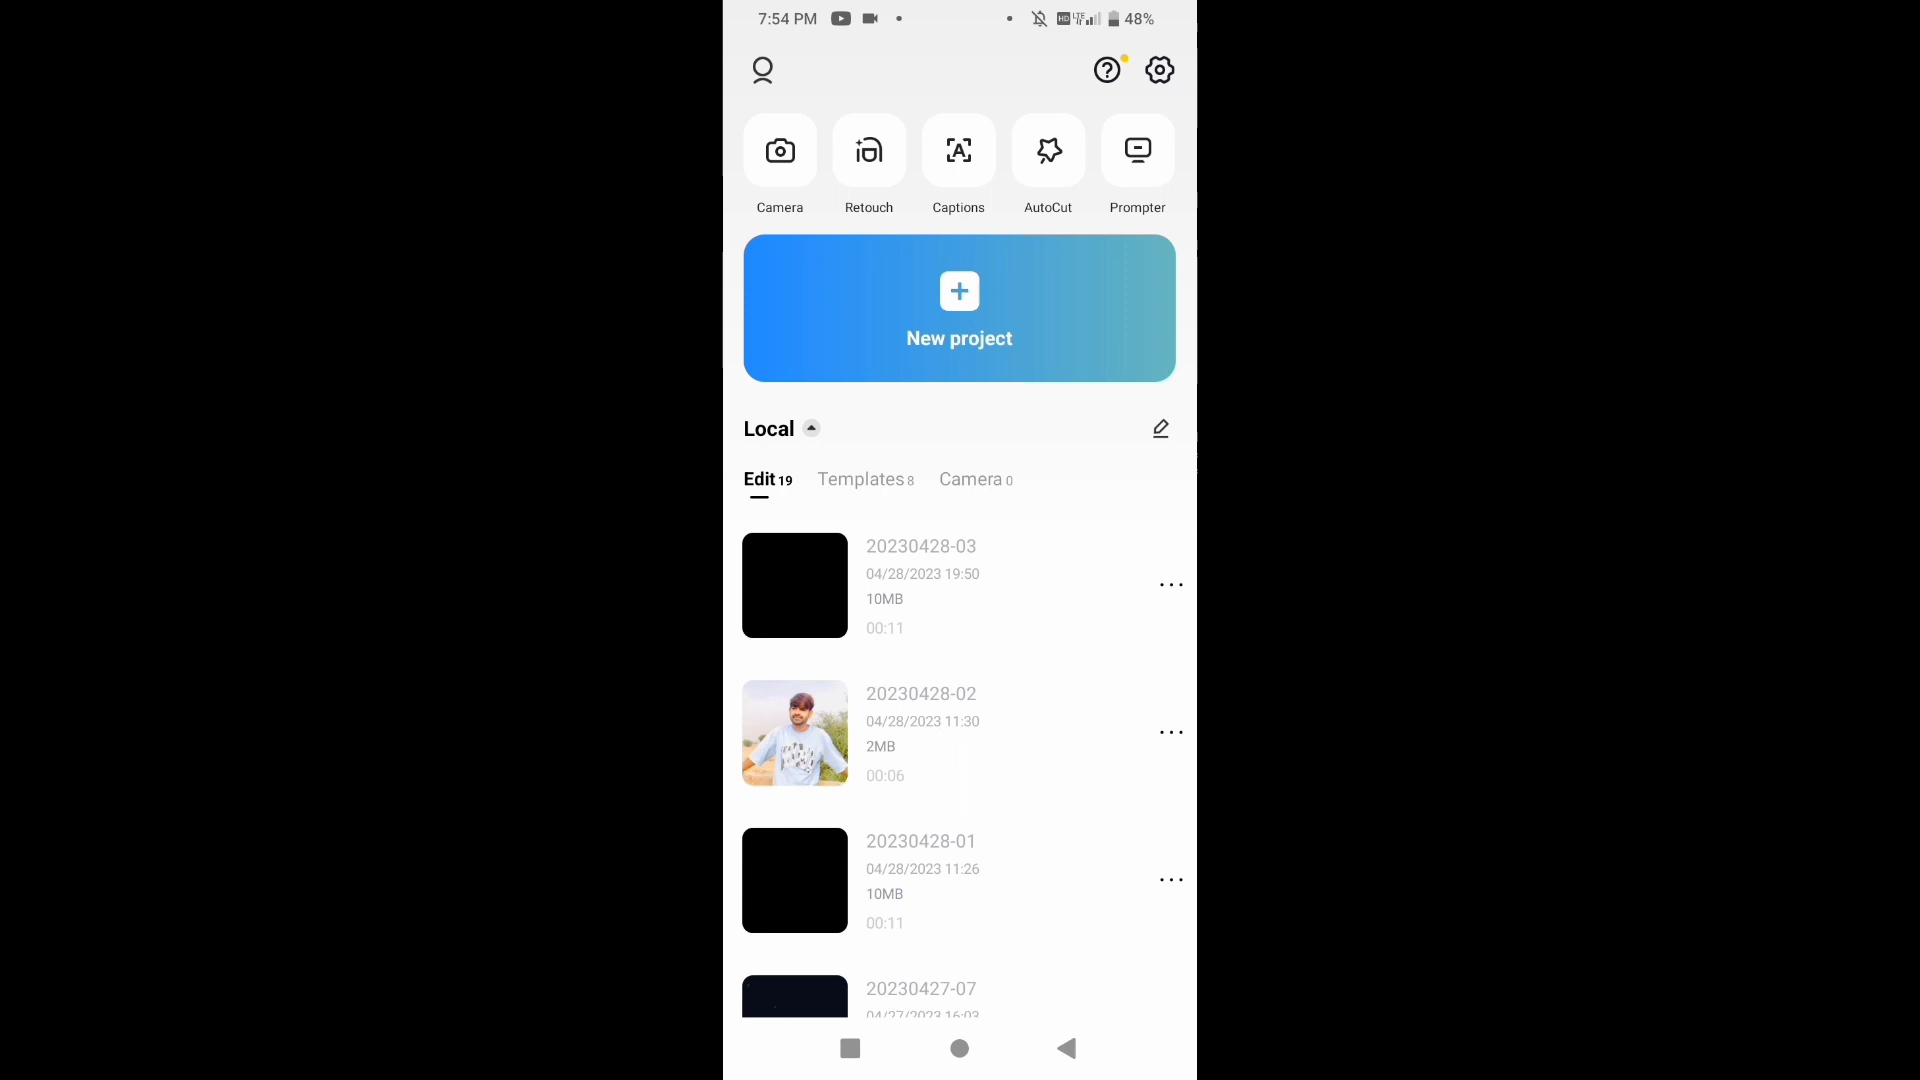 7:54 PM
HD LTE 48%
Camera Retouch Captions AutoCut Prompter
New project
Local
Edit 19 Templates 8 Camera 0
20230428-03
04/28/2023 19:50
10MB
00:11
20230428-02
04/28/2023 11:30
2MB
00:06
20230428-01
04/28/2023 11:26
10MB
00:11
20230427-07
04/27/2023 16:03